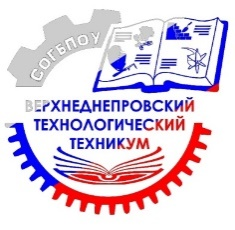 СОГБПОУ
ВЕРХНЕДНЕПРОВСКИЙ
ТЕХНОЛОГИЧЕСКИЙ
ТЕХНИКУМ